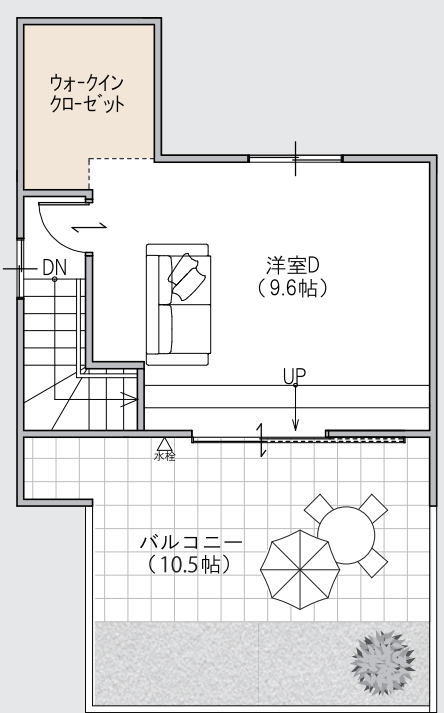 ウォークイン
クローゼット
DN
洋室D
(9.6帖)
UP
水栓
バルコニー
(10.5帖)